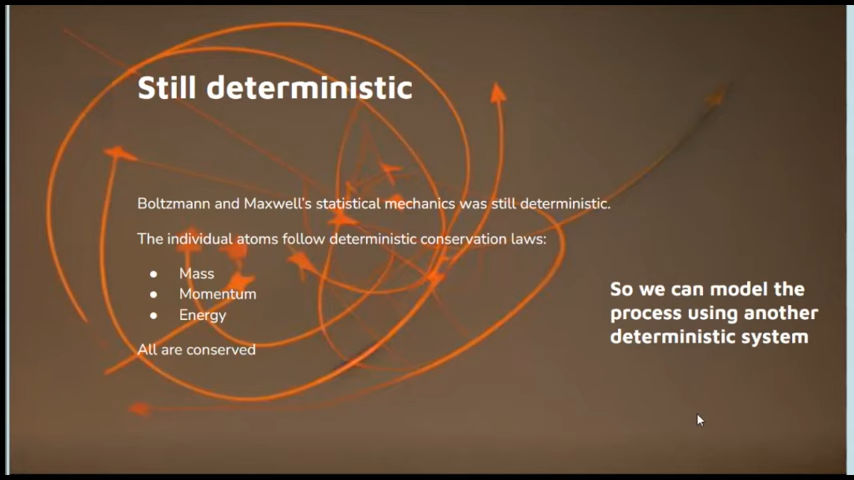 Still deterministic
Boltzmann and Maxwell's statistical mechanics was still deterministic.
The individual atoms follow deterministic conservation laws:
● Mass
● Momentum
● Energy
All are conserved
So we can model the
process using another
deterministic system